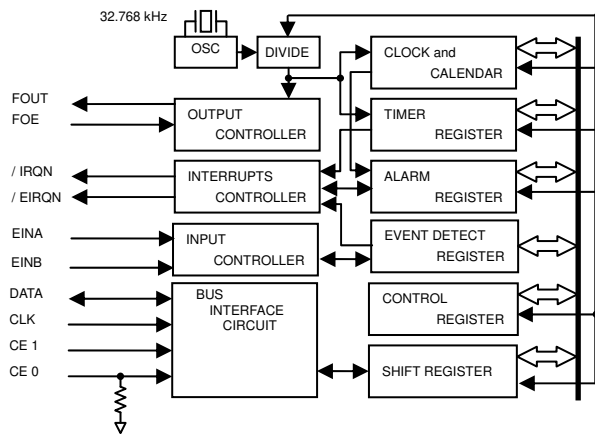 32.768 kHz
OSC
DIVIDE
CLOCK and
CALENDAR
FOUT
FOE
OUTPUT
CONTROLLER
TIMER
REGISTER
/ IRQN
/ EIRQN
INTERRUPTS
CONTROLLER
ALARM
REGISTER
EINA
EINB
INPUT
CONTROLLER
EVENT DETECT
REGISTER
DATA
CLK
CE 1
CE 0
BUS
INTERFACE
CIRCUIT
CONTROL
REGISTER
SHIFT REGISTER